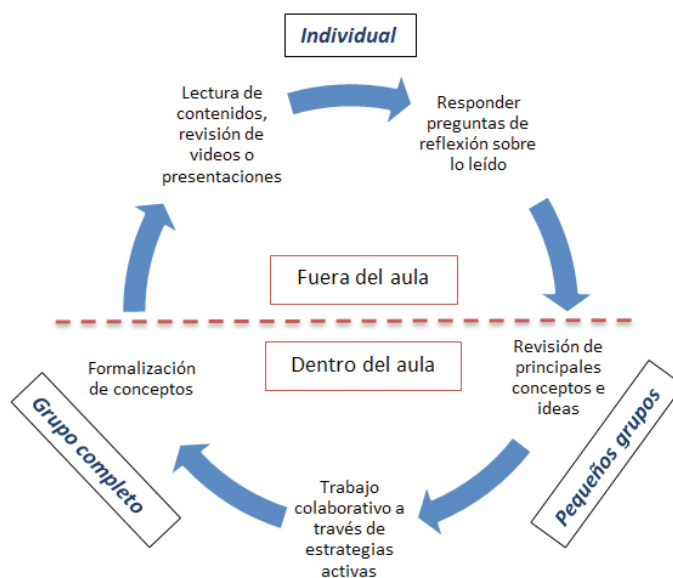 Individual
Lectura de
contenidos,
revisión de
videos o
presentaciones
Responder
preguntas de
reflexión sobre
lo leído
Fuera del aula
Dentro del aula
Formalización
de conceptos
Revisión de
principales
conceptos e
ideas
Grupo completo
Pequeños grupos
Trabajo
colaborativo a
través de
estrategias
activas